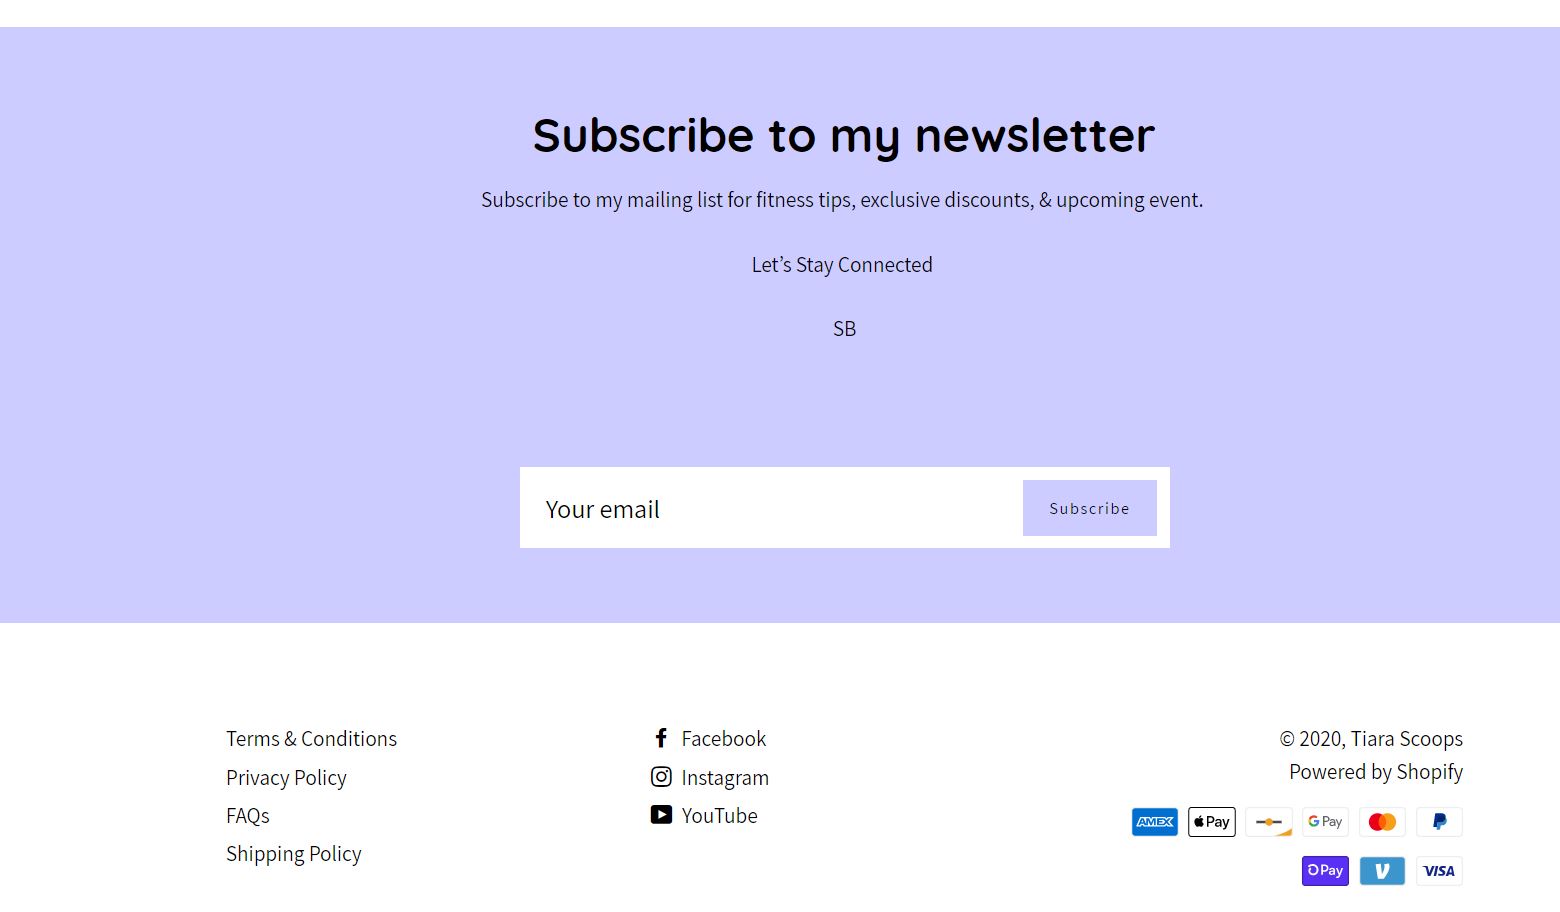 Subscribe to my newsletter
Subscribe to my mailing list for fitness tips, exclusive discounts, & upcoming event.
Let’s Stay Connected
SB
Your email
Subscribe
Terms & Conditions
Privacy Policy
FAQs
Shipping Policy
Facebook
Instagram
YouTube
© 2020, Tiara Scoops
Powered by Shopify
AMEX
Pay
G Pay
Pay
VISA